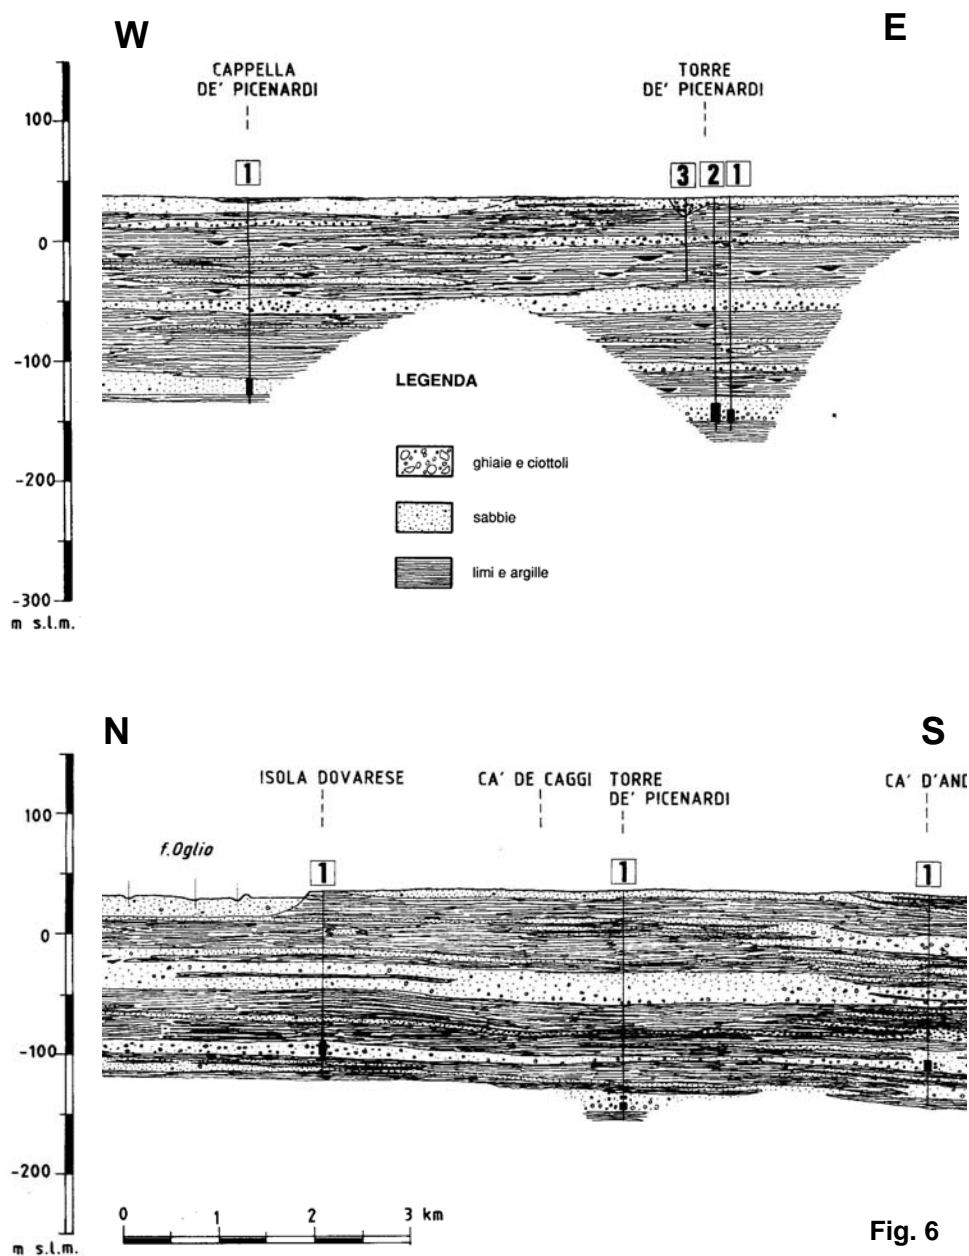 W
E
CAPPELLA
DE' PICENARDI
TORRE
DE' PICENARDI
100
1
3 2 1
0
-100
LEGENDA
ghiaie e ciottoli
-200
sabbie
limi e argille
-300
m s.l.m.
N
S
ISOLA DOVARESE
CA' DE CAGGI
TORRE
DE' PICENARDI
CA' D'AND
100
f.Oglio
1
1
1
0
-100
-200
0 1 2 3 km
m s.l.m.
Fig. 6